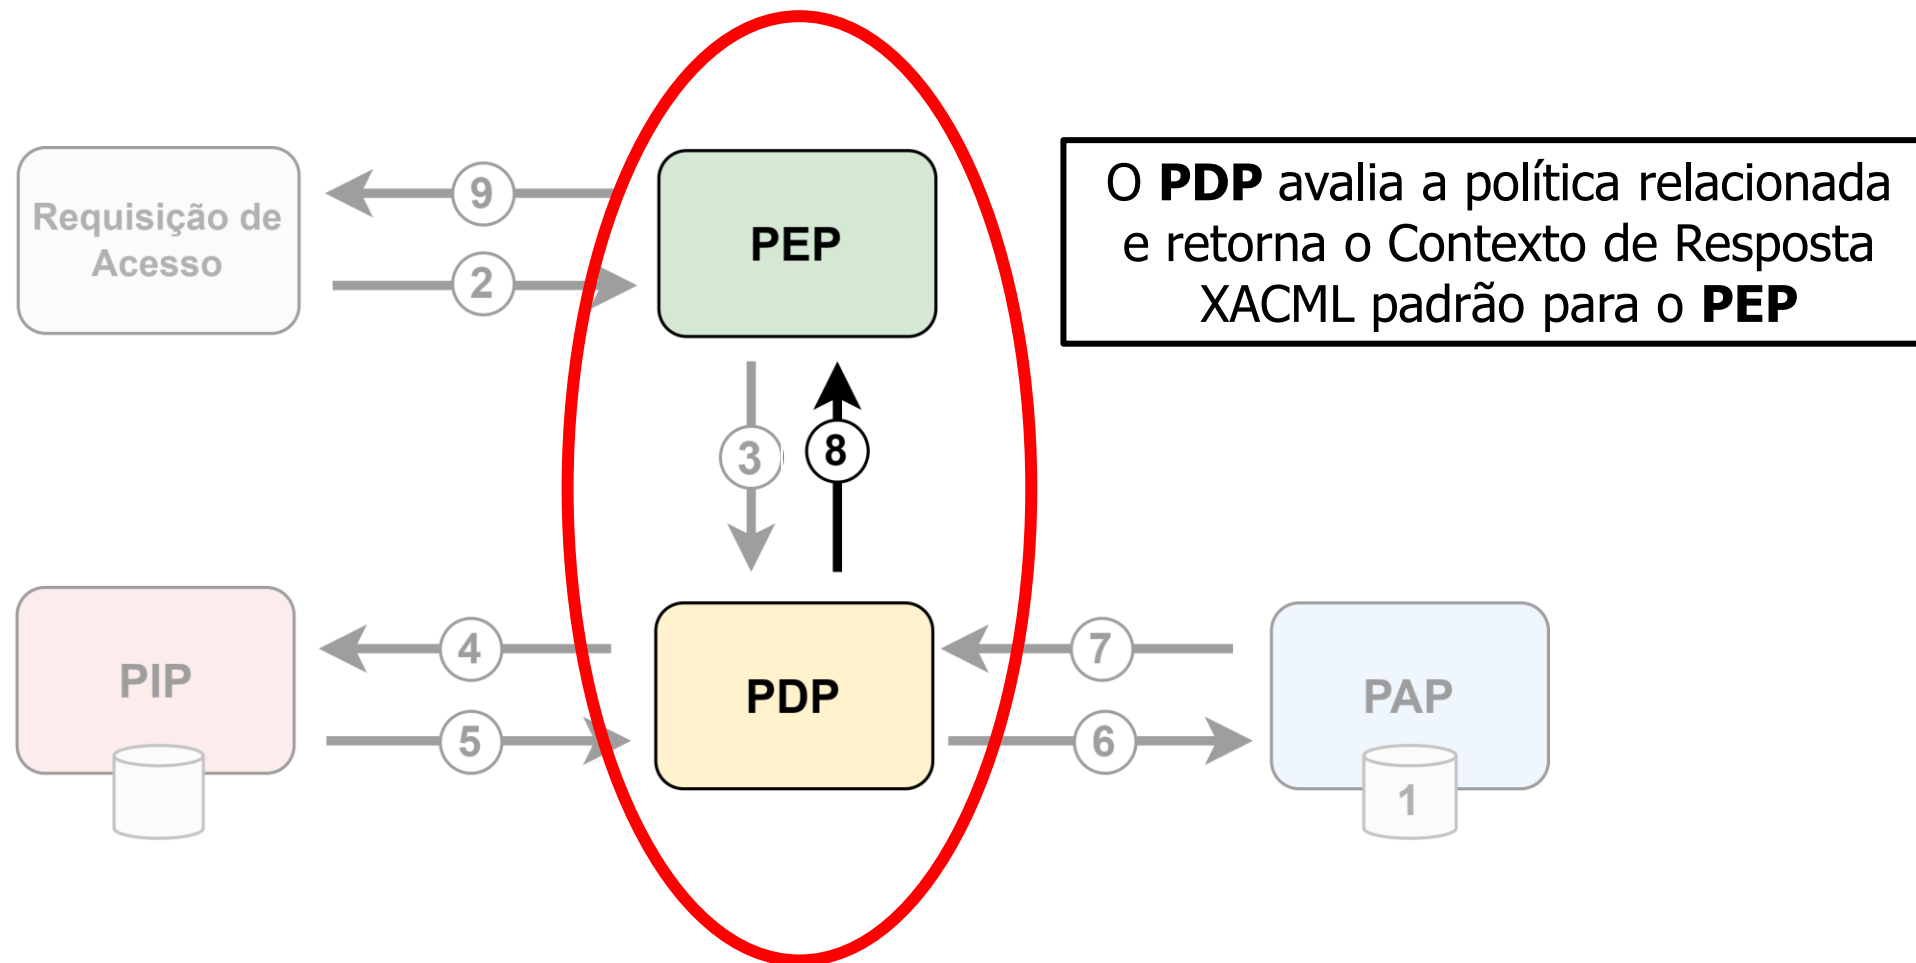 Requisição de
Acesso
9
2
PEP
O PDP avalia a política relacionada
e retorna o Contexto de Resposta
XACML padrão para o PEP
3
8
PIP
4
5
PDP
7
6
PAP
1